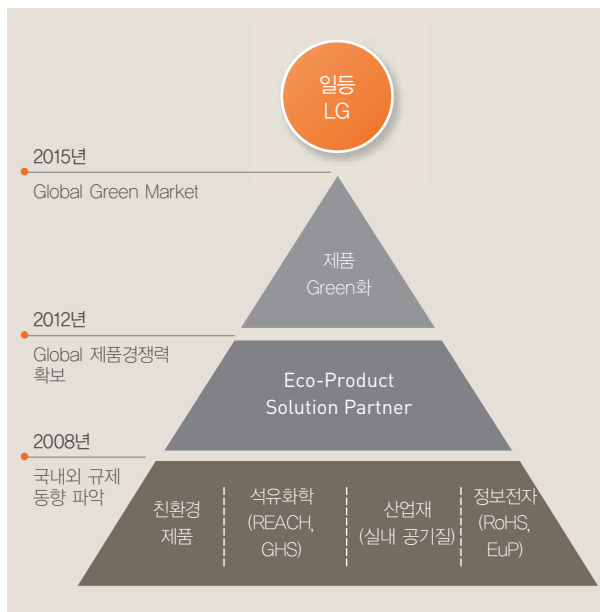 일등
LG
2015년
Global Green Market
제품
Green화
2012년
Global 제품경쟁력
확보
Eco-Product
Solution Partner
2008년
국내외 규제
동향 파악
친환경
제품
석유화학
(REACH,
GHS)
산업재
(실내 공기질)
정보전자
(RoHS,
EuP)